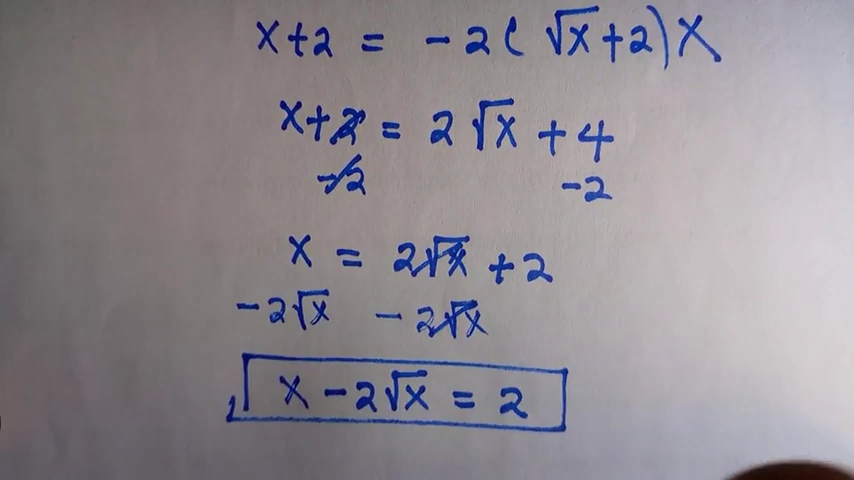 x+2 = -2(√x+2)X
x+2 = 2√x+4
-2 -2
x = 2√x+2
-2√x -2√x
x-2√x = 2